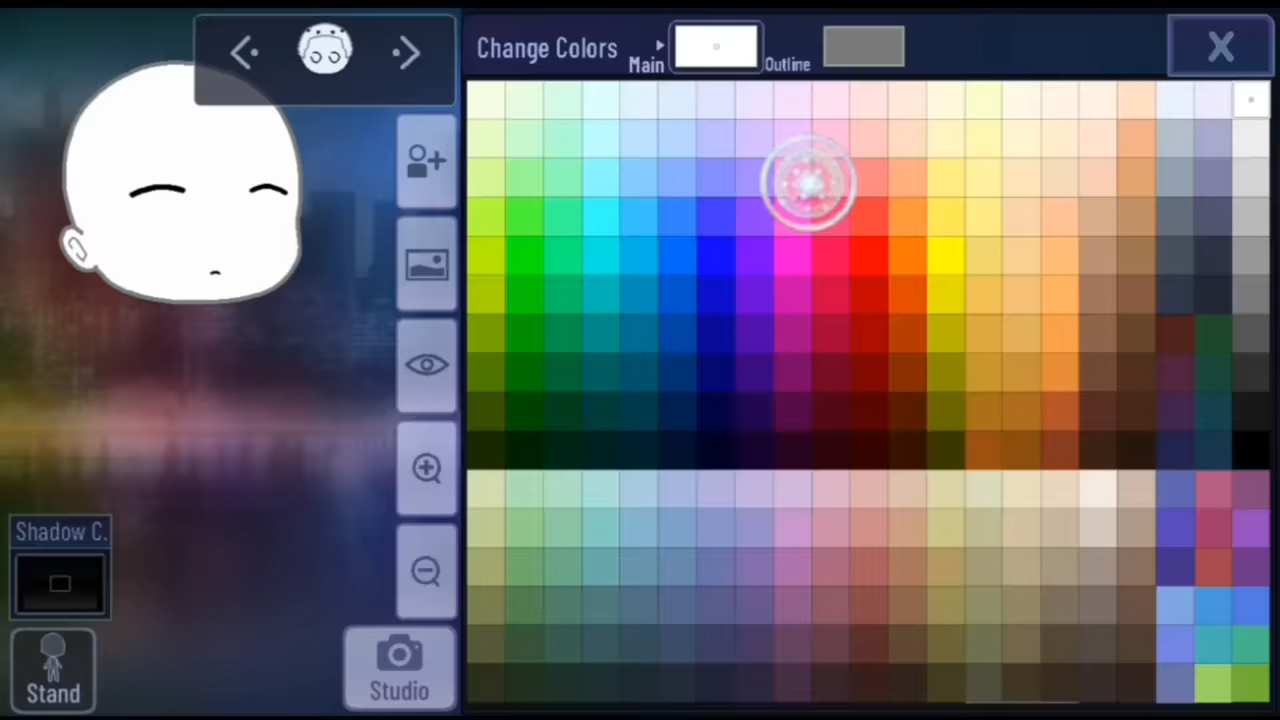 Change Colors
Main
Outline
X
Shadow C.
Stand
Studio